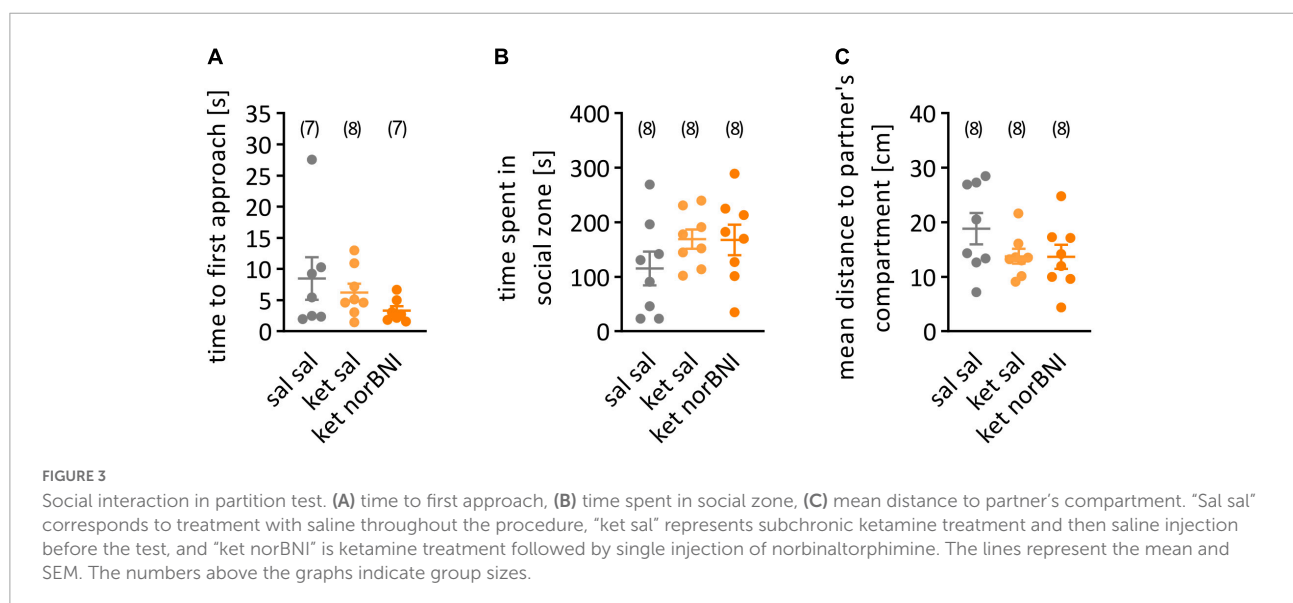 A
time to first approach [s]
35
30
25
20
15
10
5
0
(7) (8) (7)
sal sal
ket sal
ket norBNI
B
time spent in
social zone [s]
400
300
200
100
0
(8) (8) (8)
sal sal
ket sal
ket norBNI
C
mean distance to partner's
compartment [cm]
40
30
20
10
0
(8) (8) (8)
sal sal
ket sal
ket norBNI
FIGURE 3
Social interaction in partition test. (A) time to first approach, (B) time spent in social zone, (C) mean distance to partner’s compartment. “Sal sal”
corresponds to treatment with saline throughout the procedure, “ket sal” represents subchronic ketamine treatment and then saline injection
before the test, and “ket norBNI” is ketamine treatment followed by single injection of norbinaltorphimine. The lines represent the mean and
SEM. The numbers above the graphs indicate group sizes.